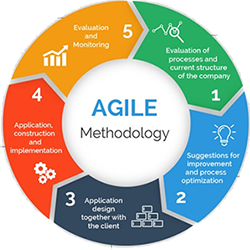 AGILE
Methodology
Evaluation of
processes and
current structure
of the company
1
Suggestions for
improvement
and process
optimization
2
3
Application
design
together with
the client
4
Application,
construction
and
implementation
5
Evaluation
and
Monitoring